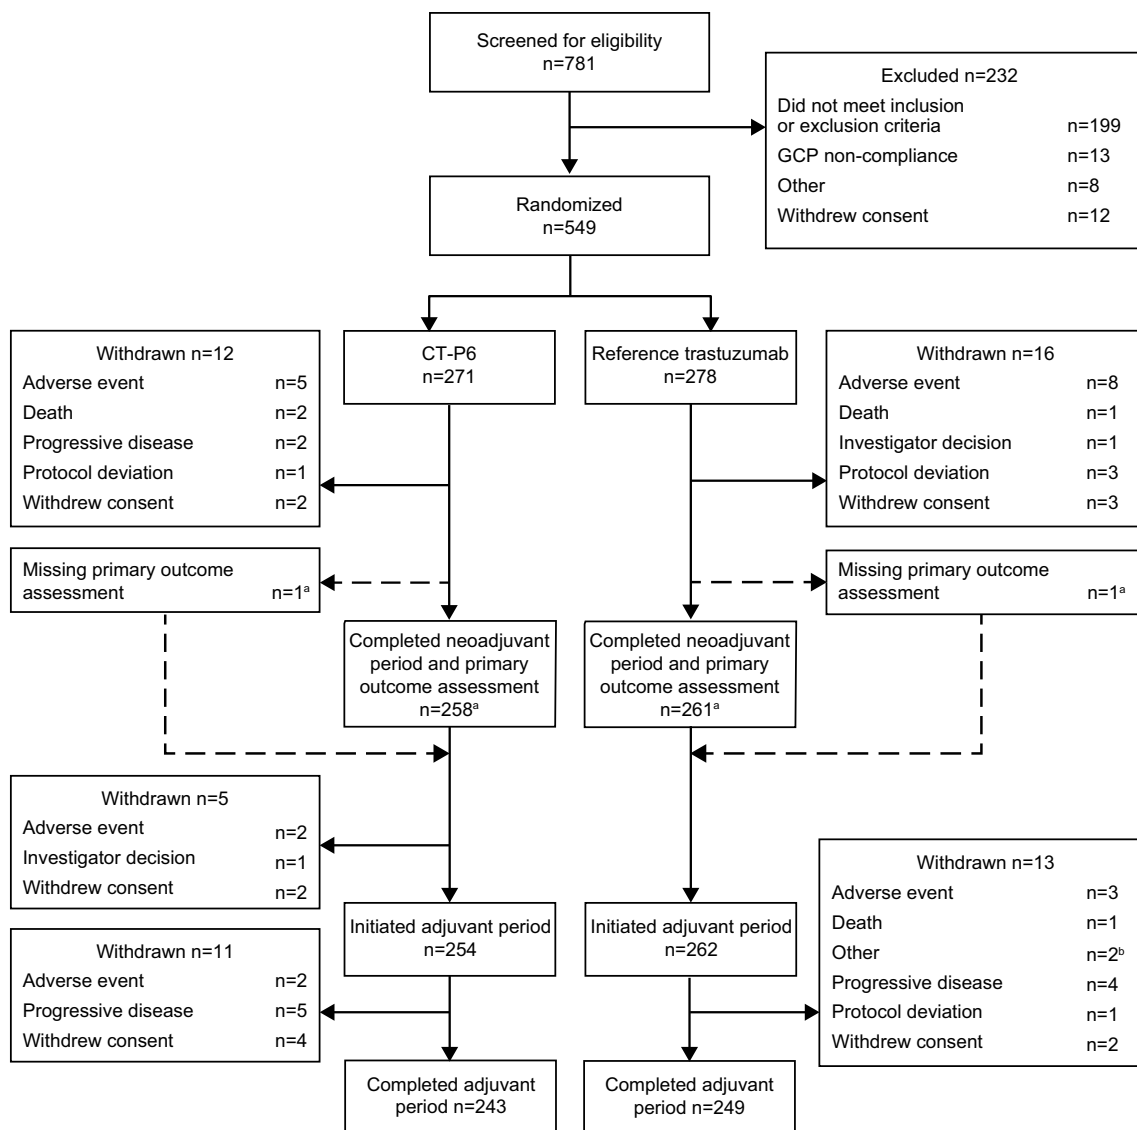 Screened for eligibility
n=781
Excluded n=232
Did not meet inclusion
or exclusion criteria n=199
GCP non-compliance n=13
Other n=8
Withdrew consent n=12
Randomized
n=549
Withdrawn n=12
Adverse event n=5
Death n=2
Progressive disease n=2
Protocol deviation n=1
Withdrew consent n=2
CT-P6
n=271
Reference trastuzumab
n=278
Withdrawn n=16
Adverse event n=8
Death n=1
Investigator decision n=1
Protocol deviation n=3
Withdrew consent n=3
Missing primary outcome
assessment n=1ᵃ
Missing primary outcome
assessment n=1ᵃ
Completed neoadjuvant
period and primary
outcome assessment
n=258ᵃ
Completed neoadjuvant
period and primary
outcome assessment
n=261ᵃ
Withdrawn n=5
Adverse event n=2
Investigator decision n=1
Withdrew consent n=2
Initiated adjuvant period
n=254
Initiated adjuvant period
n=262
Withdrawn n=13
Adverse event n=3
Death n=1
Other n=2ᵇ
Progressive disease n=4
Protocol deviation n=1
Withdrew consent n=2
Withdrawn n=11
Adverse event n=2
Progressive disease n=5
Withdrew consent n=4
Completed adjuvant
period n=243
Completed adjuvant
period n=249